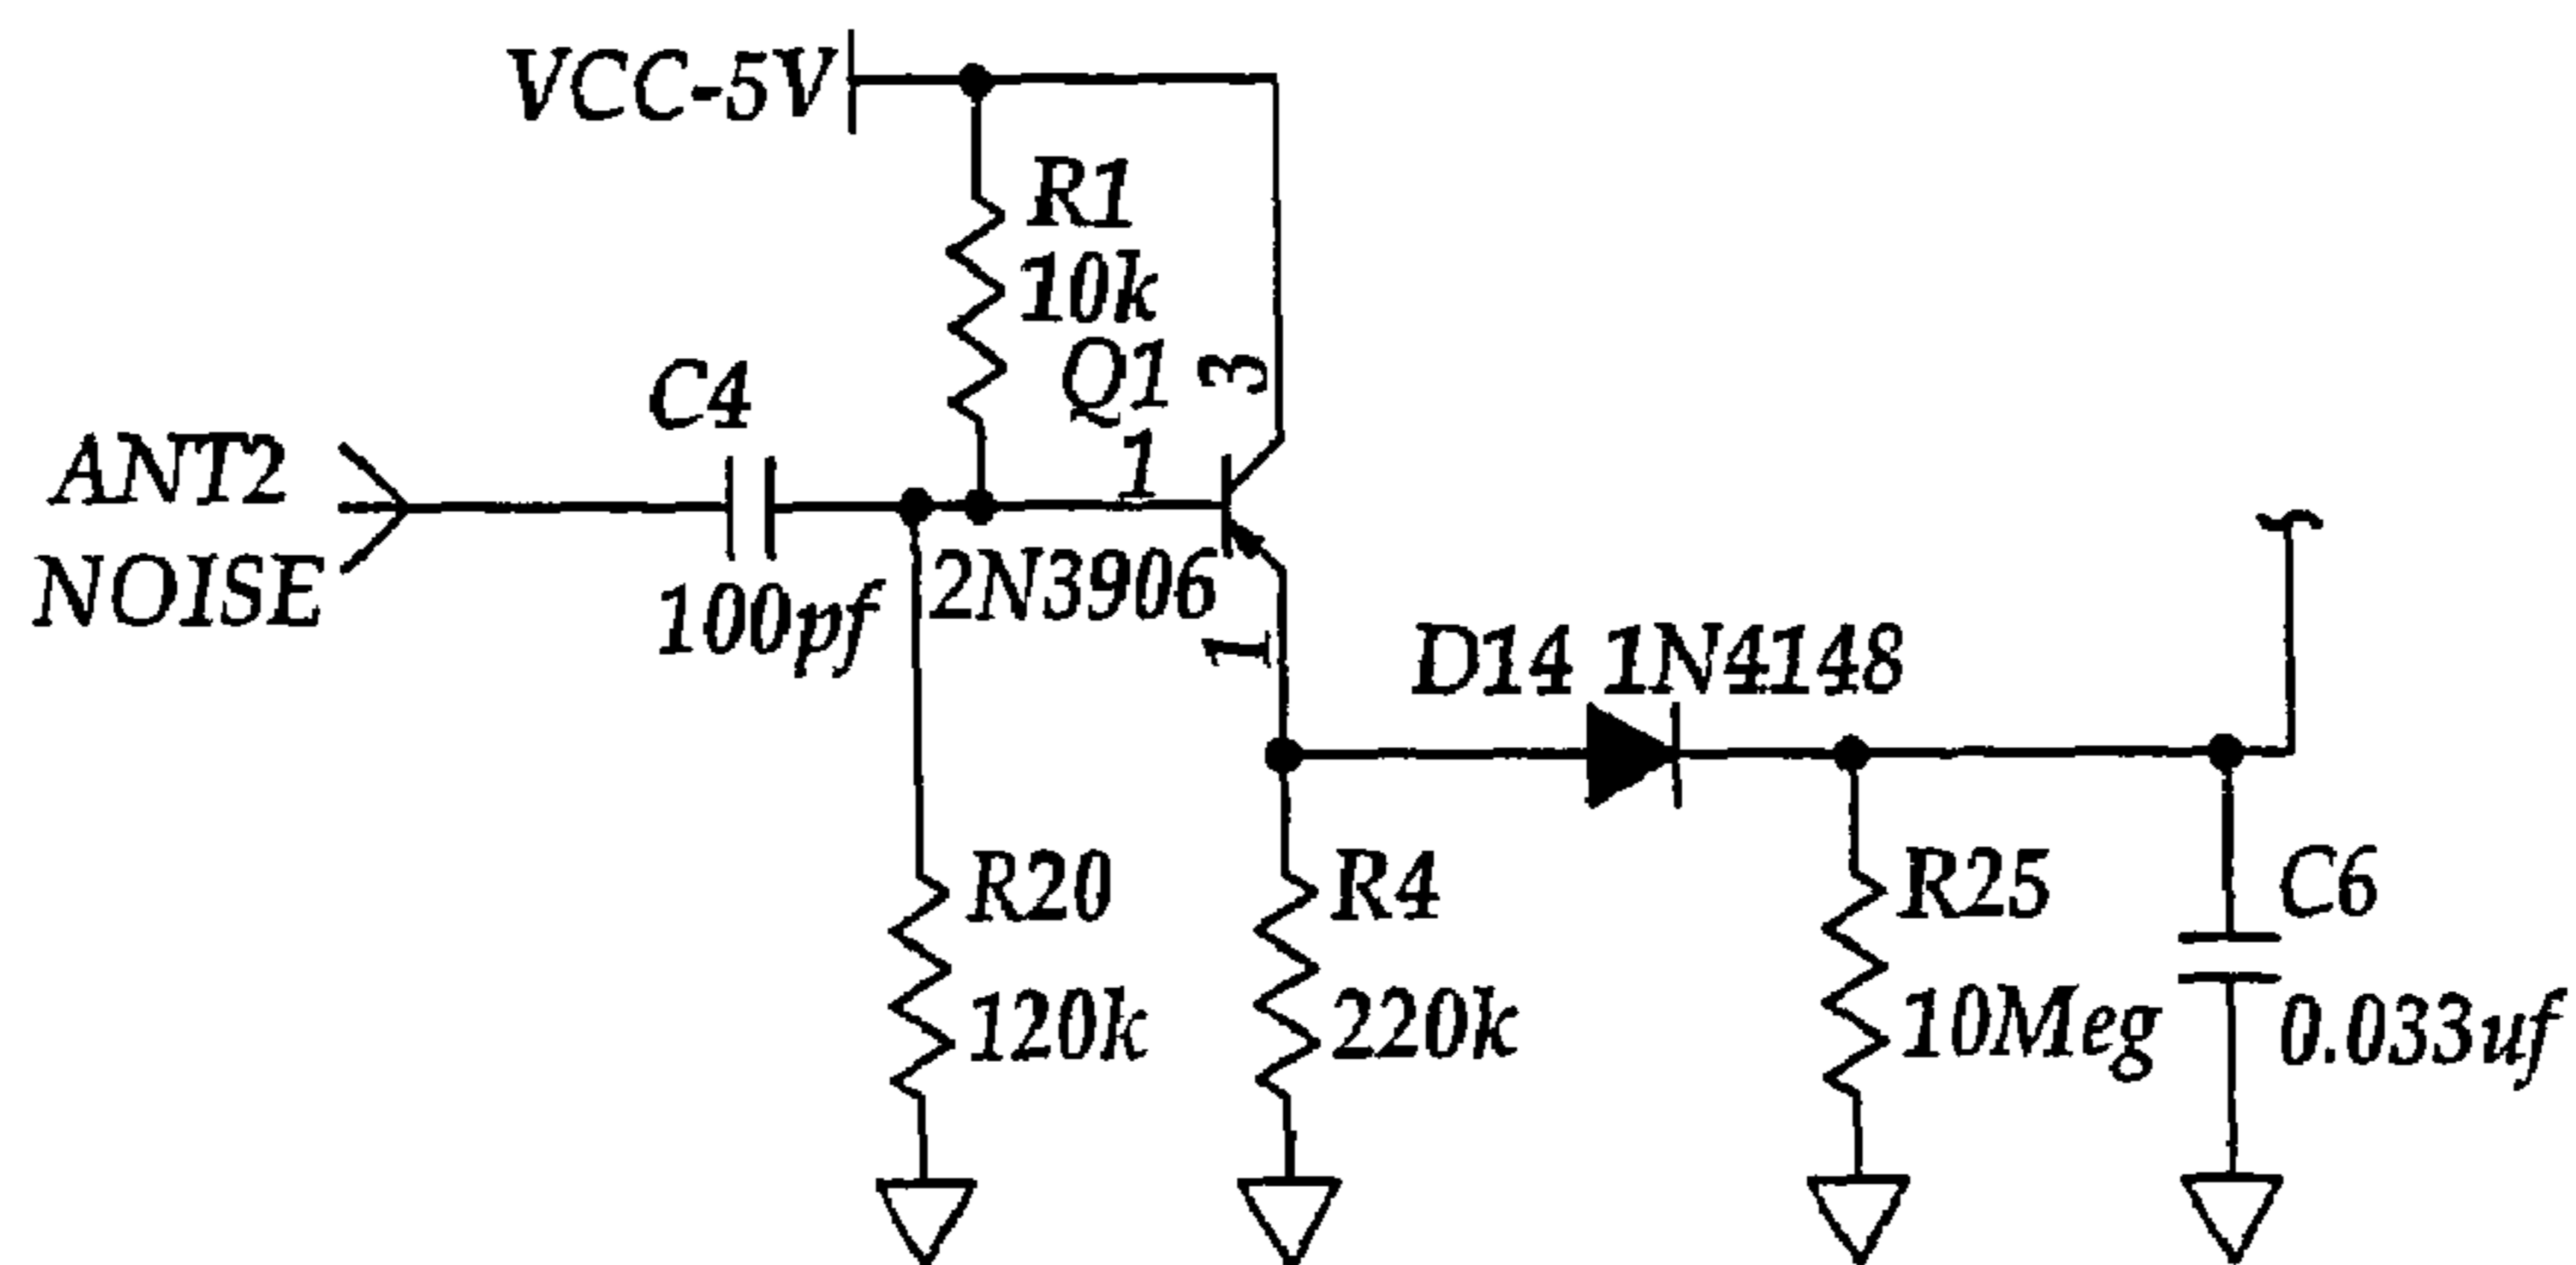 VCC-5V
R1
10k
Q1
3
1
C4
100pf
ANT2
NOISE
2N3906
1
D14 1N4148
R20
120k
R4
220k
R25
10Meg
C6
0.033uf